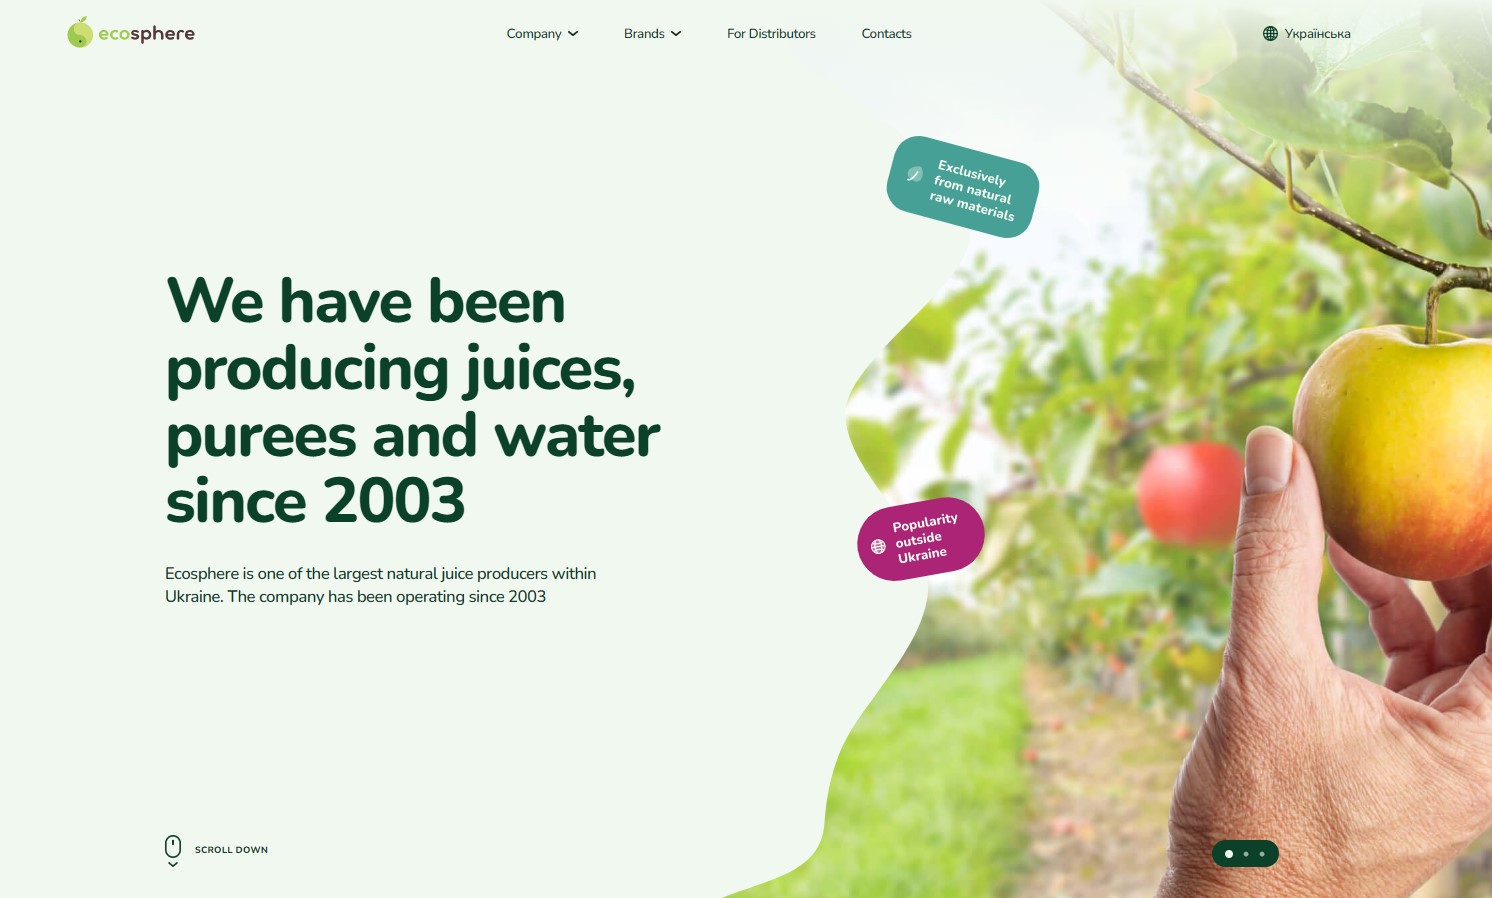 ecosphere
Company
Brands
For Distributors
Contacts
Українська
Exclusively
from natural
raw materials
We have been
producing juices,
purees and water
since 2003
Popularity
outside
Ukraine
Ecosphere is one of the largest natural juice producers within
Ukraine. The company has been operating since 2003
SCROLL DOWN